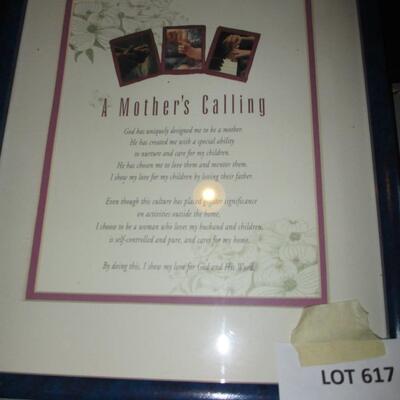 A Mother's Calling
God has uniquely designed me to be a mother.
He has created me with a special ability
to nurture and care for my children.
He has chosen me to love them and mentor them.
I show my love for my children by loving their father.
Even though this culture has placed greater significance
on activities outside the home,
I choose to be a woman who loves my husband and children,
is self-controlled and pure, and cares for my home.
By doing this, I show my love for God and His Word.
LOT 617